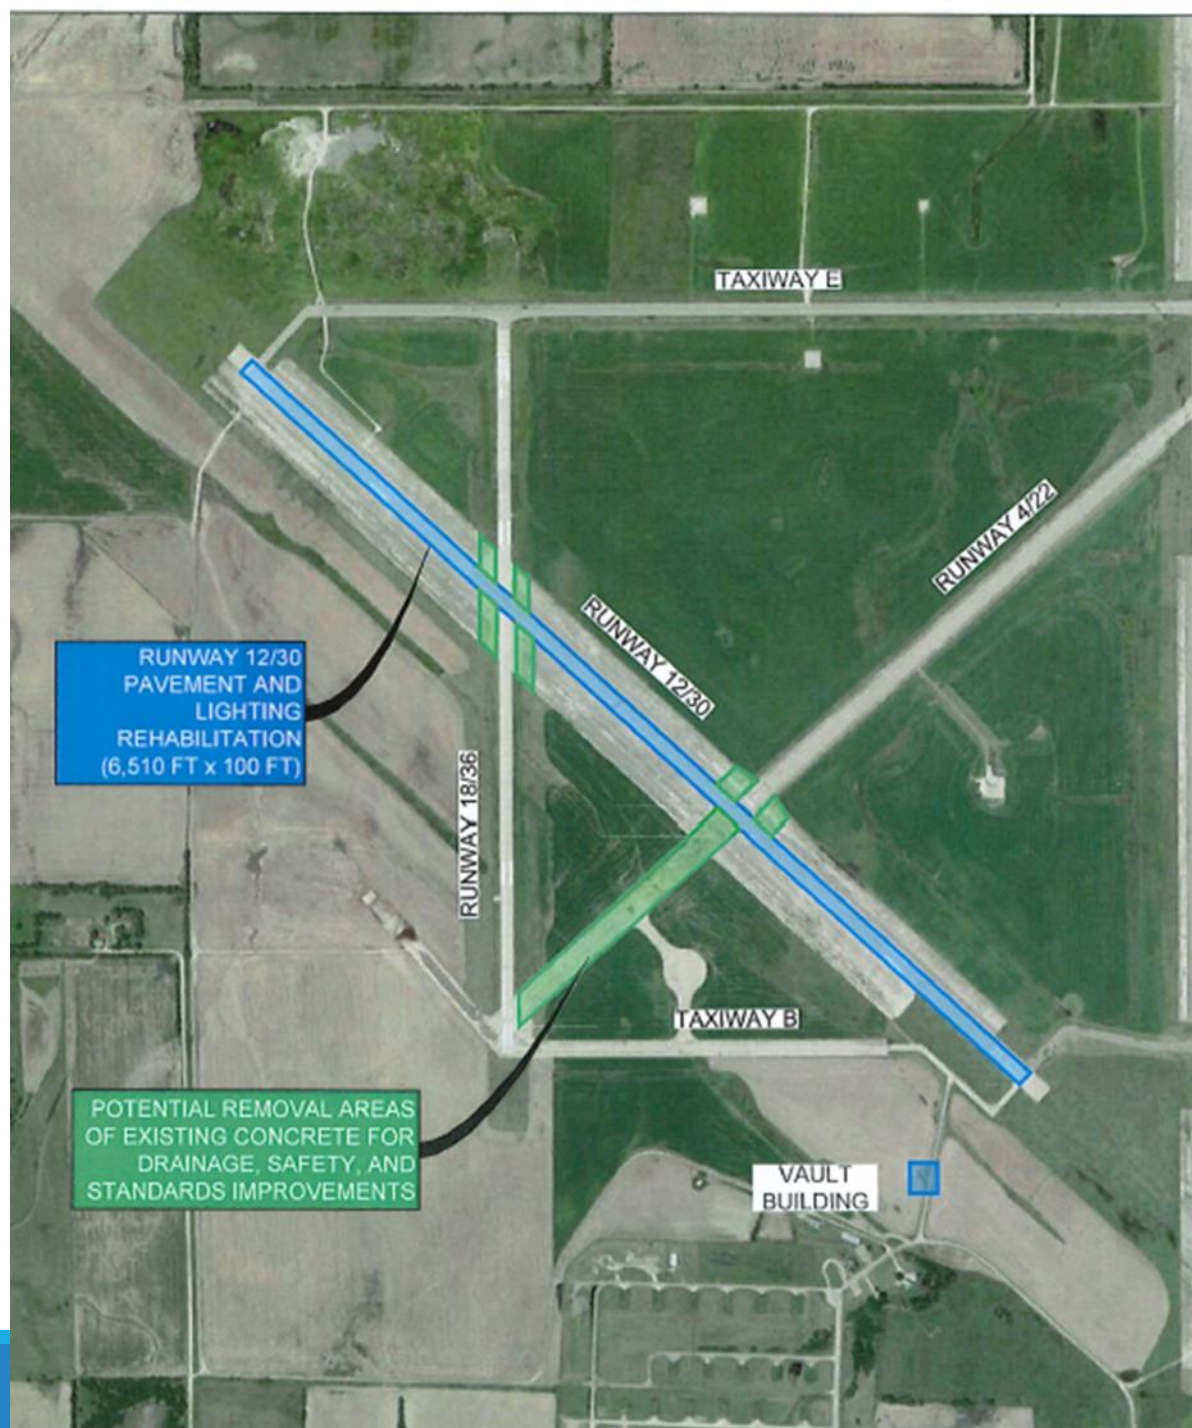 TAXIWAY E
RUNWAY 4/22
RUNWAY 12/30
RUNWAY 12/30
PAVEMENT AND
LIGHTING
REHABILITATION
(6,510 FT x 100 FT)
RUNWAY 18/36
TAXIWAY B
POTENTIAL REMOVAL AREAS
OF EXISTING CONCRETE FOR
DRAINAGE, SAFETY, AND
STANDARDS IMPROVEMENTS
VAULT
BUILDING